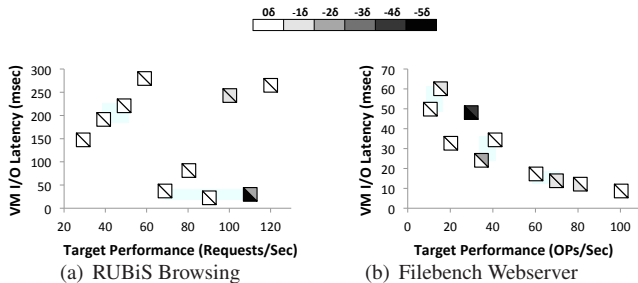 0δ -1δ -3δ -4δ -5δ
VM I/O Latency (msec)
300
250
200
150
100
50
0
20 40 60 80 100 120
Target Performance (Requests/Sec)
(a) RUBiS Browsing
VM I/O Latency (msec)
70
60
50
40
30
20
10
0
0 20 40 60 80 100
Target Performance (OPs/Sec)
(b) Filebench Webserver